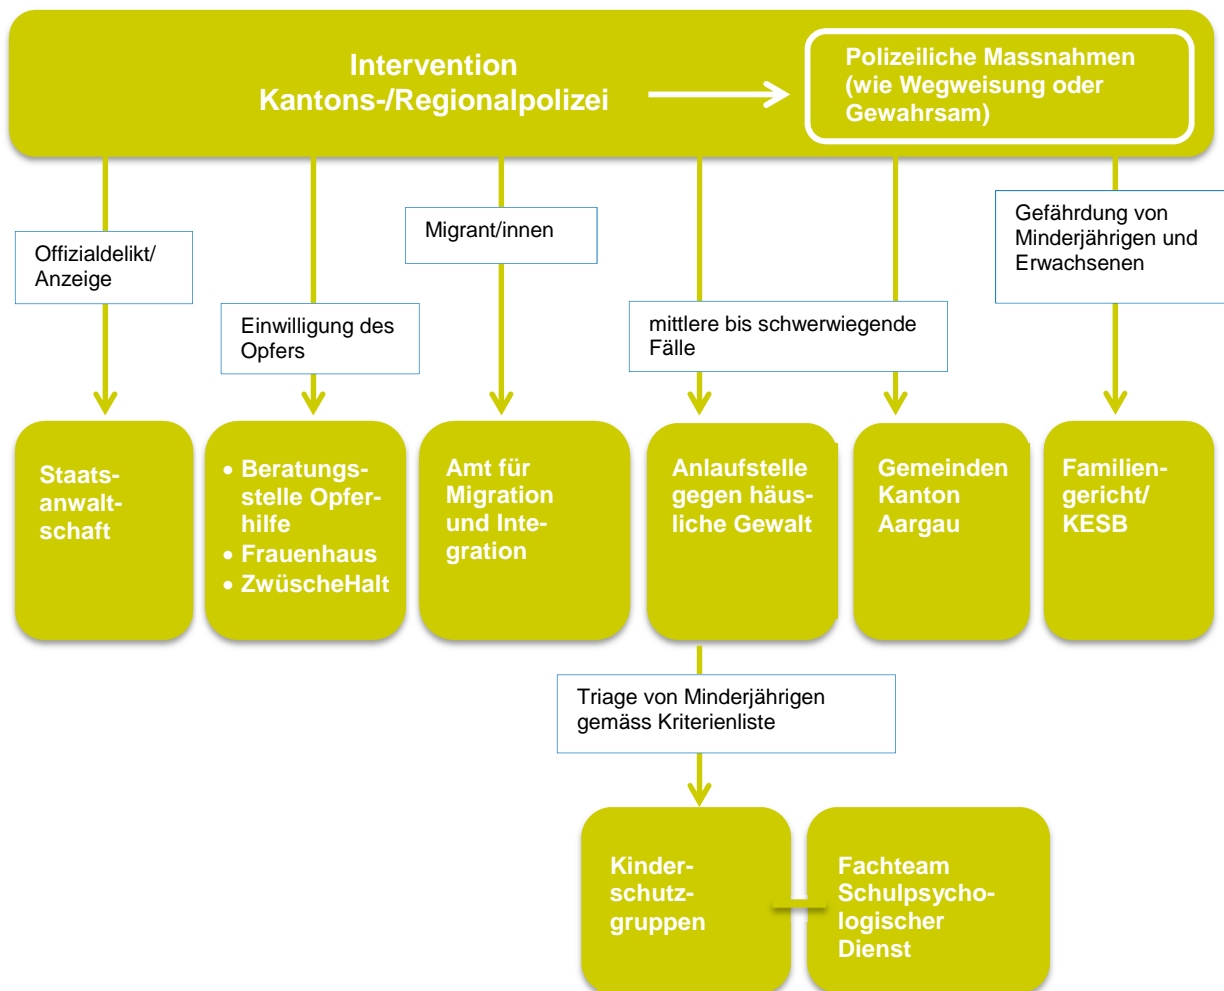 Intervention
Kantons-/Regionalpolizei
Polizeiliche Massnahmen
(wie Wegweisung oder
Gewahrsam)
Offizialdelikt/
Anzeige
Einwilligung des
Opfers
Migrant/innen
mittlere bis schwerwiegende
Fälle
Gefährdung von
Minderjährigen und
Erwachsenen
Staats-
anwalt-
schaft
• Beratungs-
stelle Opfer-
hilfe
• Frauenhaus
• ZwüscheHalt
Amt für
Migration
und Inte-
gration
Anlaufstelle
gegen häus-
liche Gewalt
Gemeinden
Kanton
Aargau
Familien-
gericht/
KESB
Triage von Minderjährigen
gemäss Kriterienliste
Kinder-
schutz-
gruppen
Fachteam
Schulpsycho-
logischer
Dienst